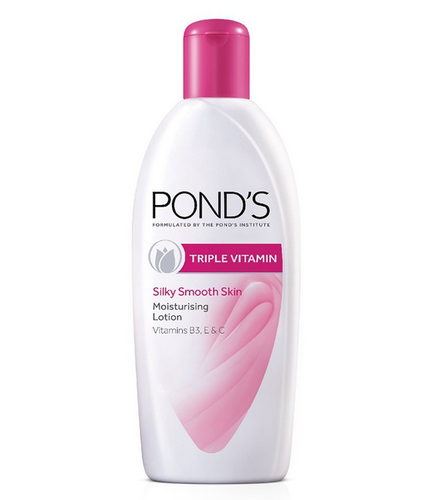 POND'S
FORMULATED BY THE POND'S INSTITUTE
TRIPLE VITAMIN
Silky Smooth Skin
Moisturising
Lotion
Vitamins B3, E & C